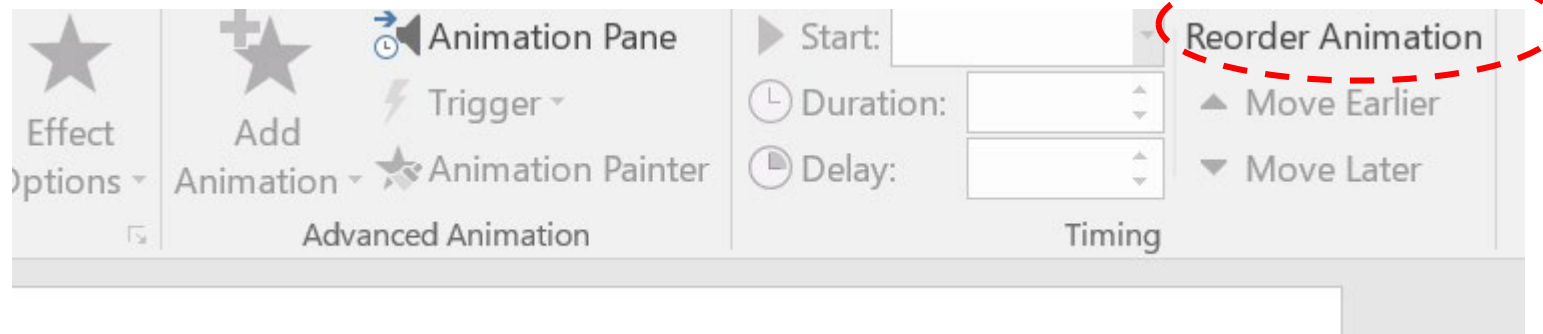 Effect
ptions
Add
Animation
Animation Pane
Trigger
Animation Painter
Advanced Animation
Start:
Duration:
Delay:
Reorder Animation
Move Earlier
Move Later
Timing